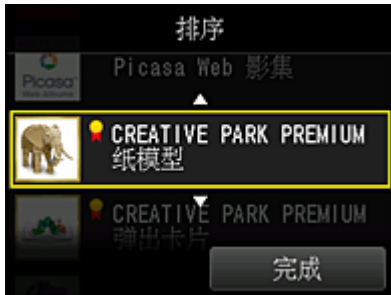 排序
Picasa
Picasa Web 影集
CREATIVE PARK PREMIUM
纸模型
CREATIVE PARK PREMIUM
弹出卡片
完成